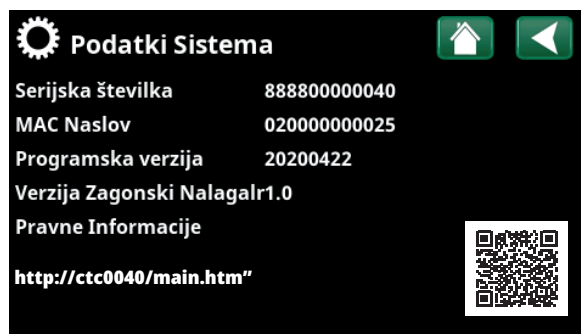 Podatki Sistema
Serijska številka 888800000040
MAC Naslov 020000000025
Programska verzija 20200422
Verzija Zagonski Nalagalr1.0
Pravne Informacije
http://ctc0040/main.htm”